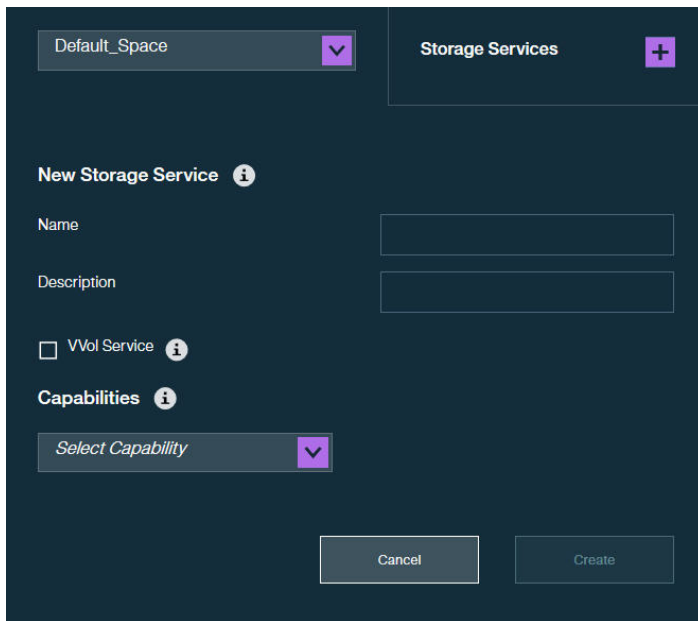 Default_Space
Storage Services
New Storage Service
Name
Description
VVol Service
Capabilities
Select Capability
Cancel
Create